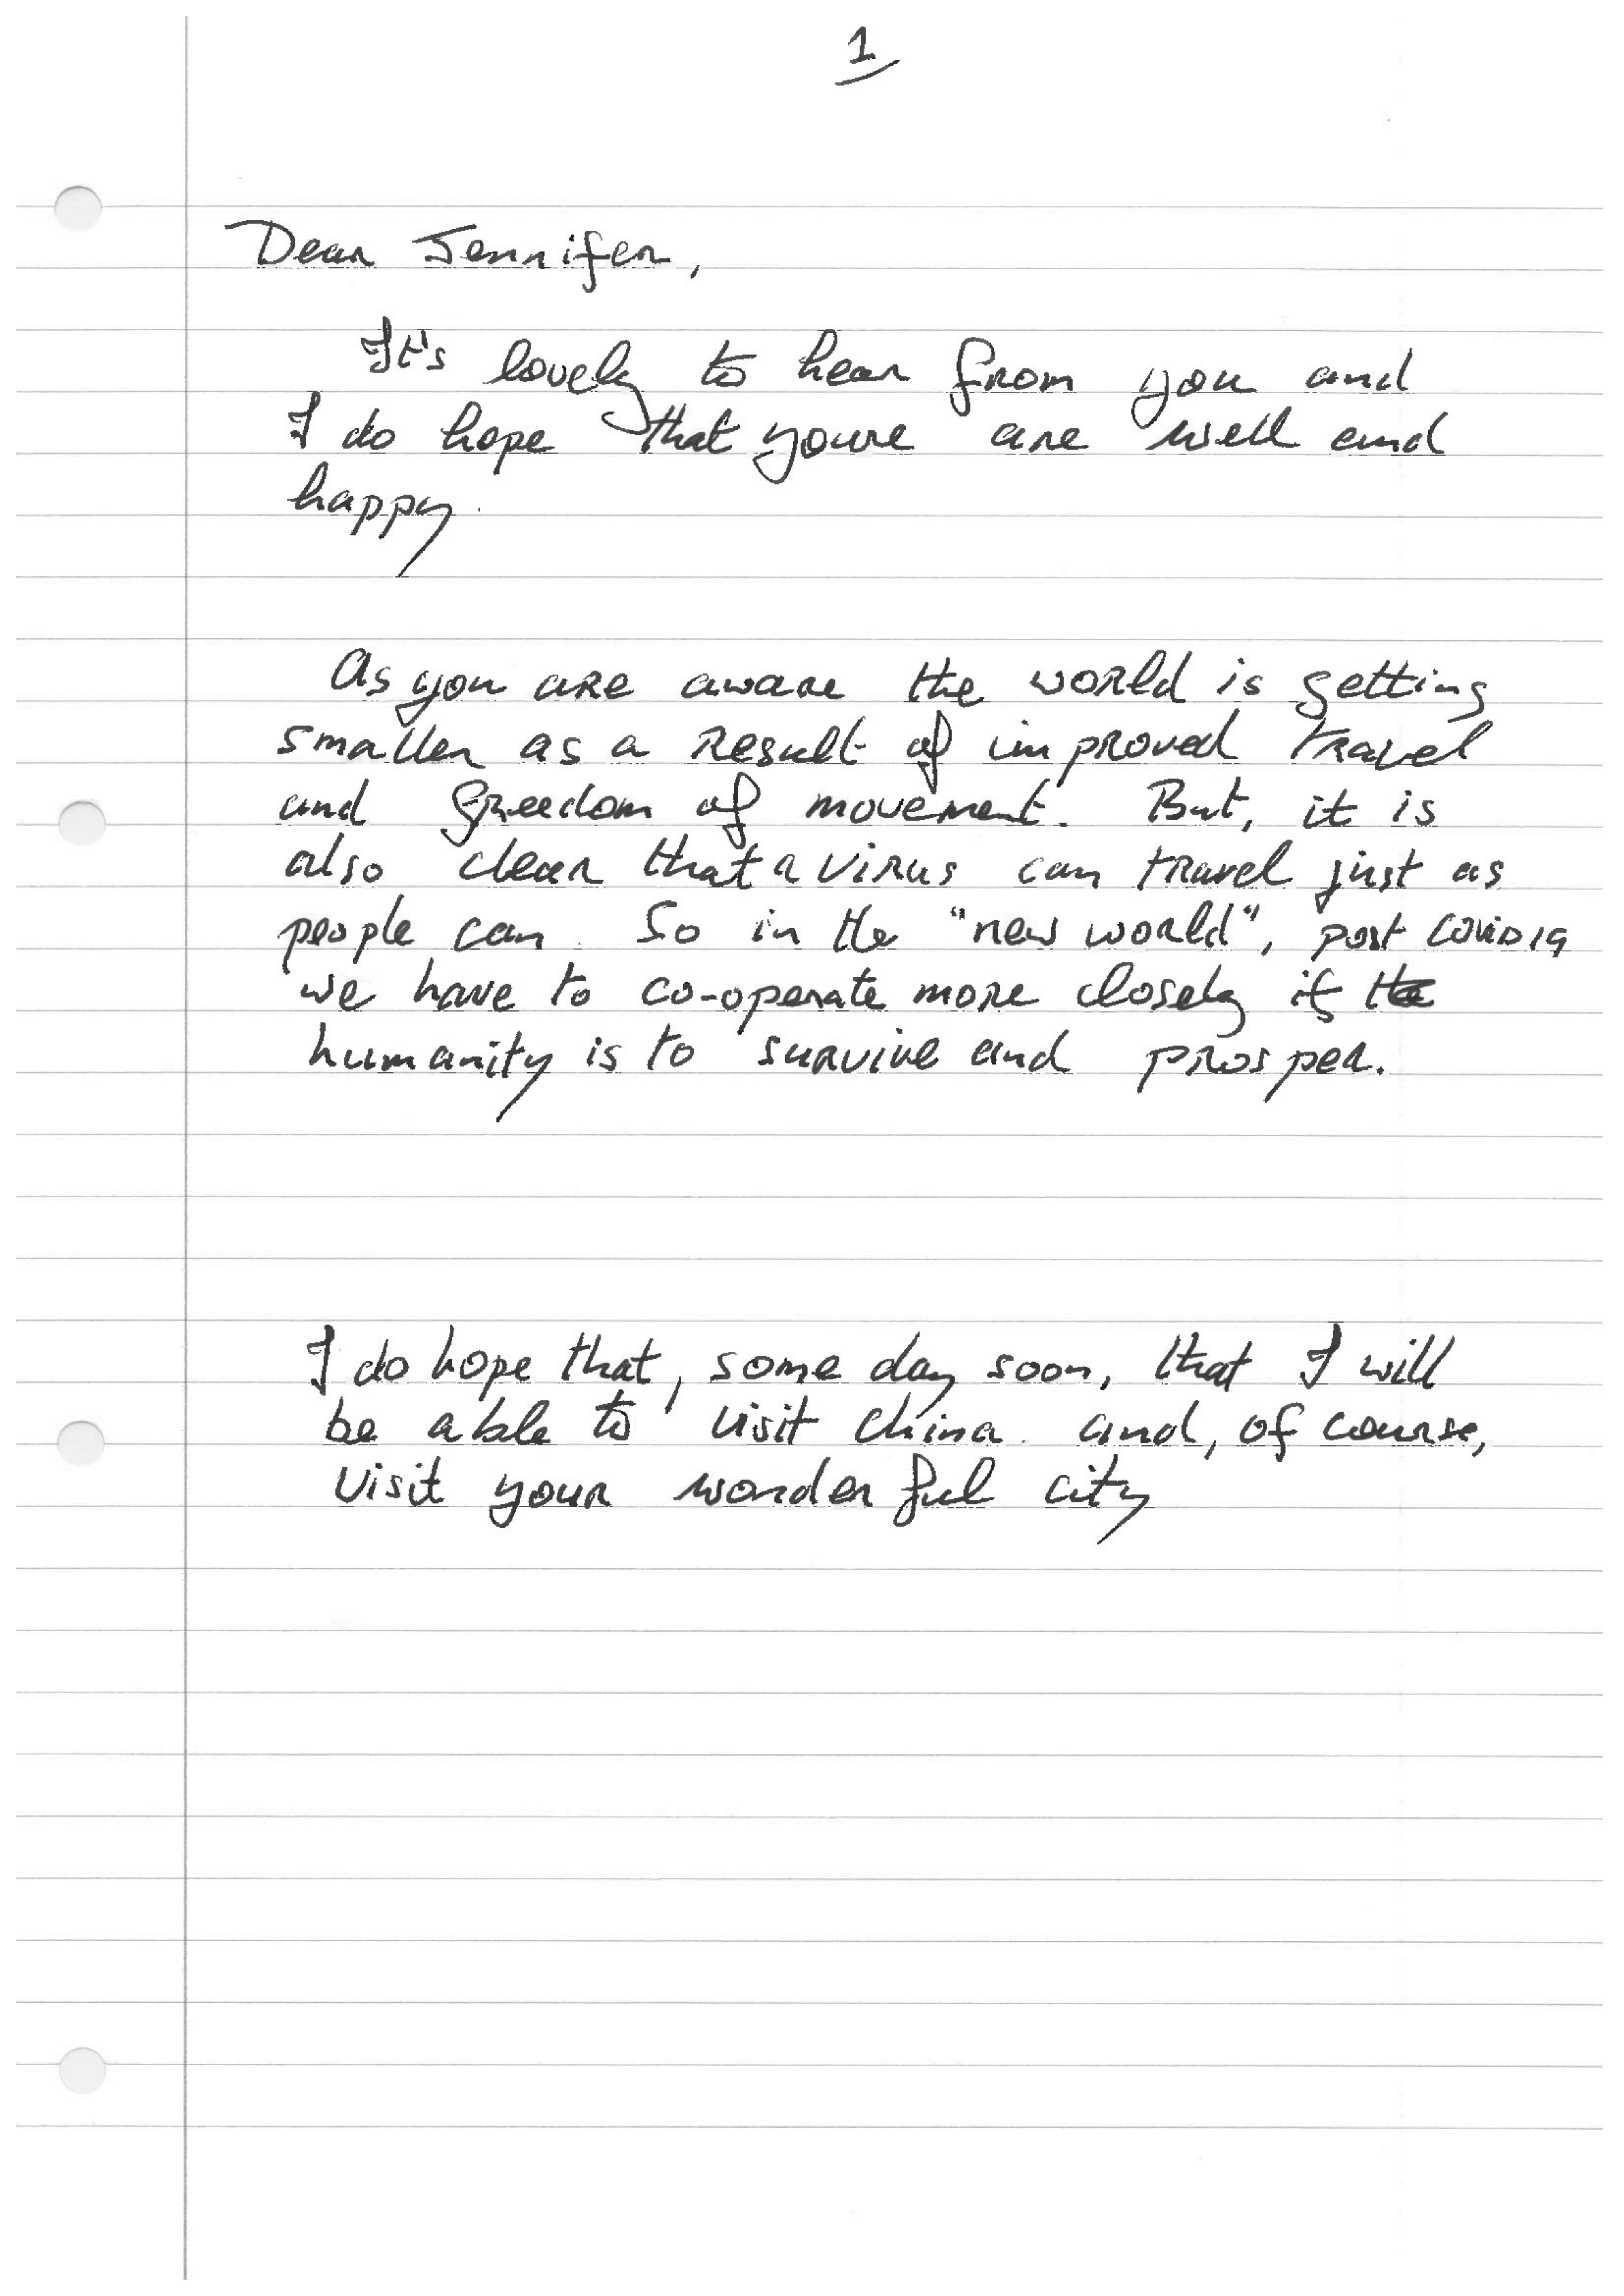 1
Dear Jennifer,
It's lovely to hear from you and
I do hope that youre are well and
happy.
As you are aware the world is getting
smaller as a result of improved travel
and freedom of movement. But, it is
also clear that a virus can travel just as
people can. So in the "new world", post COVID19
we have to co-operate more closely if the
humanity is to survive and prosper.
I do hope that, some day soon, that I will
be able to visit China. and, of course,
visit your wonderful city